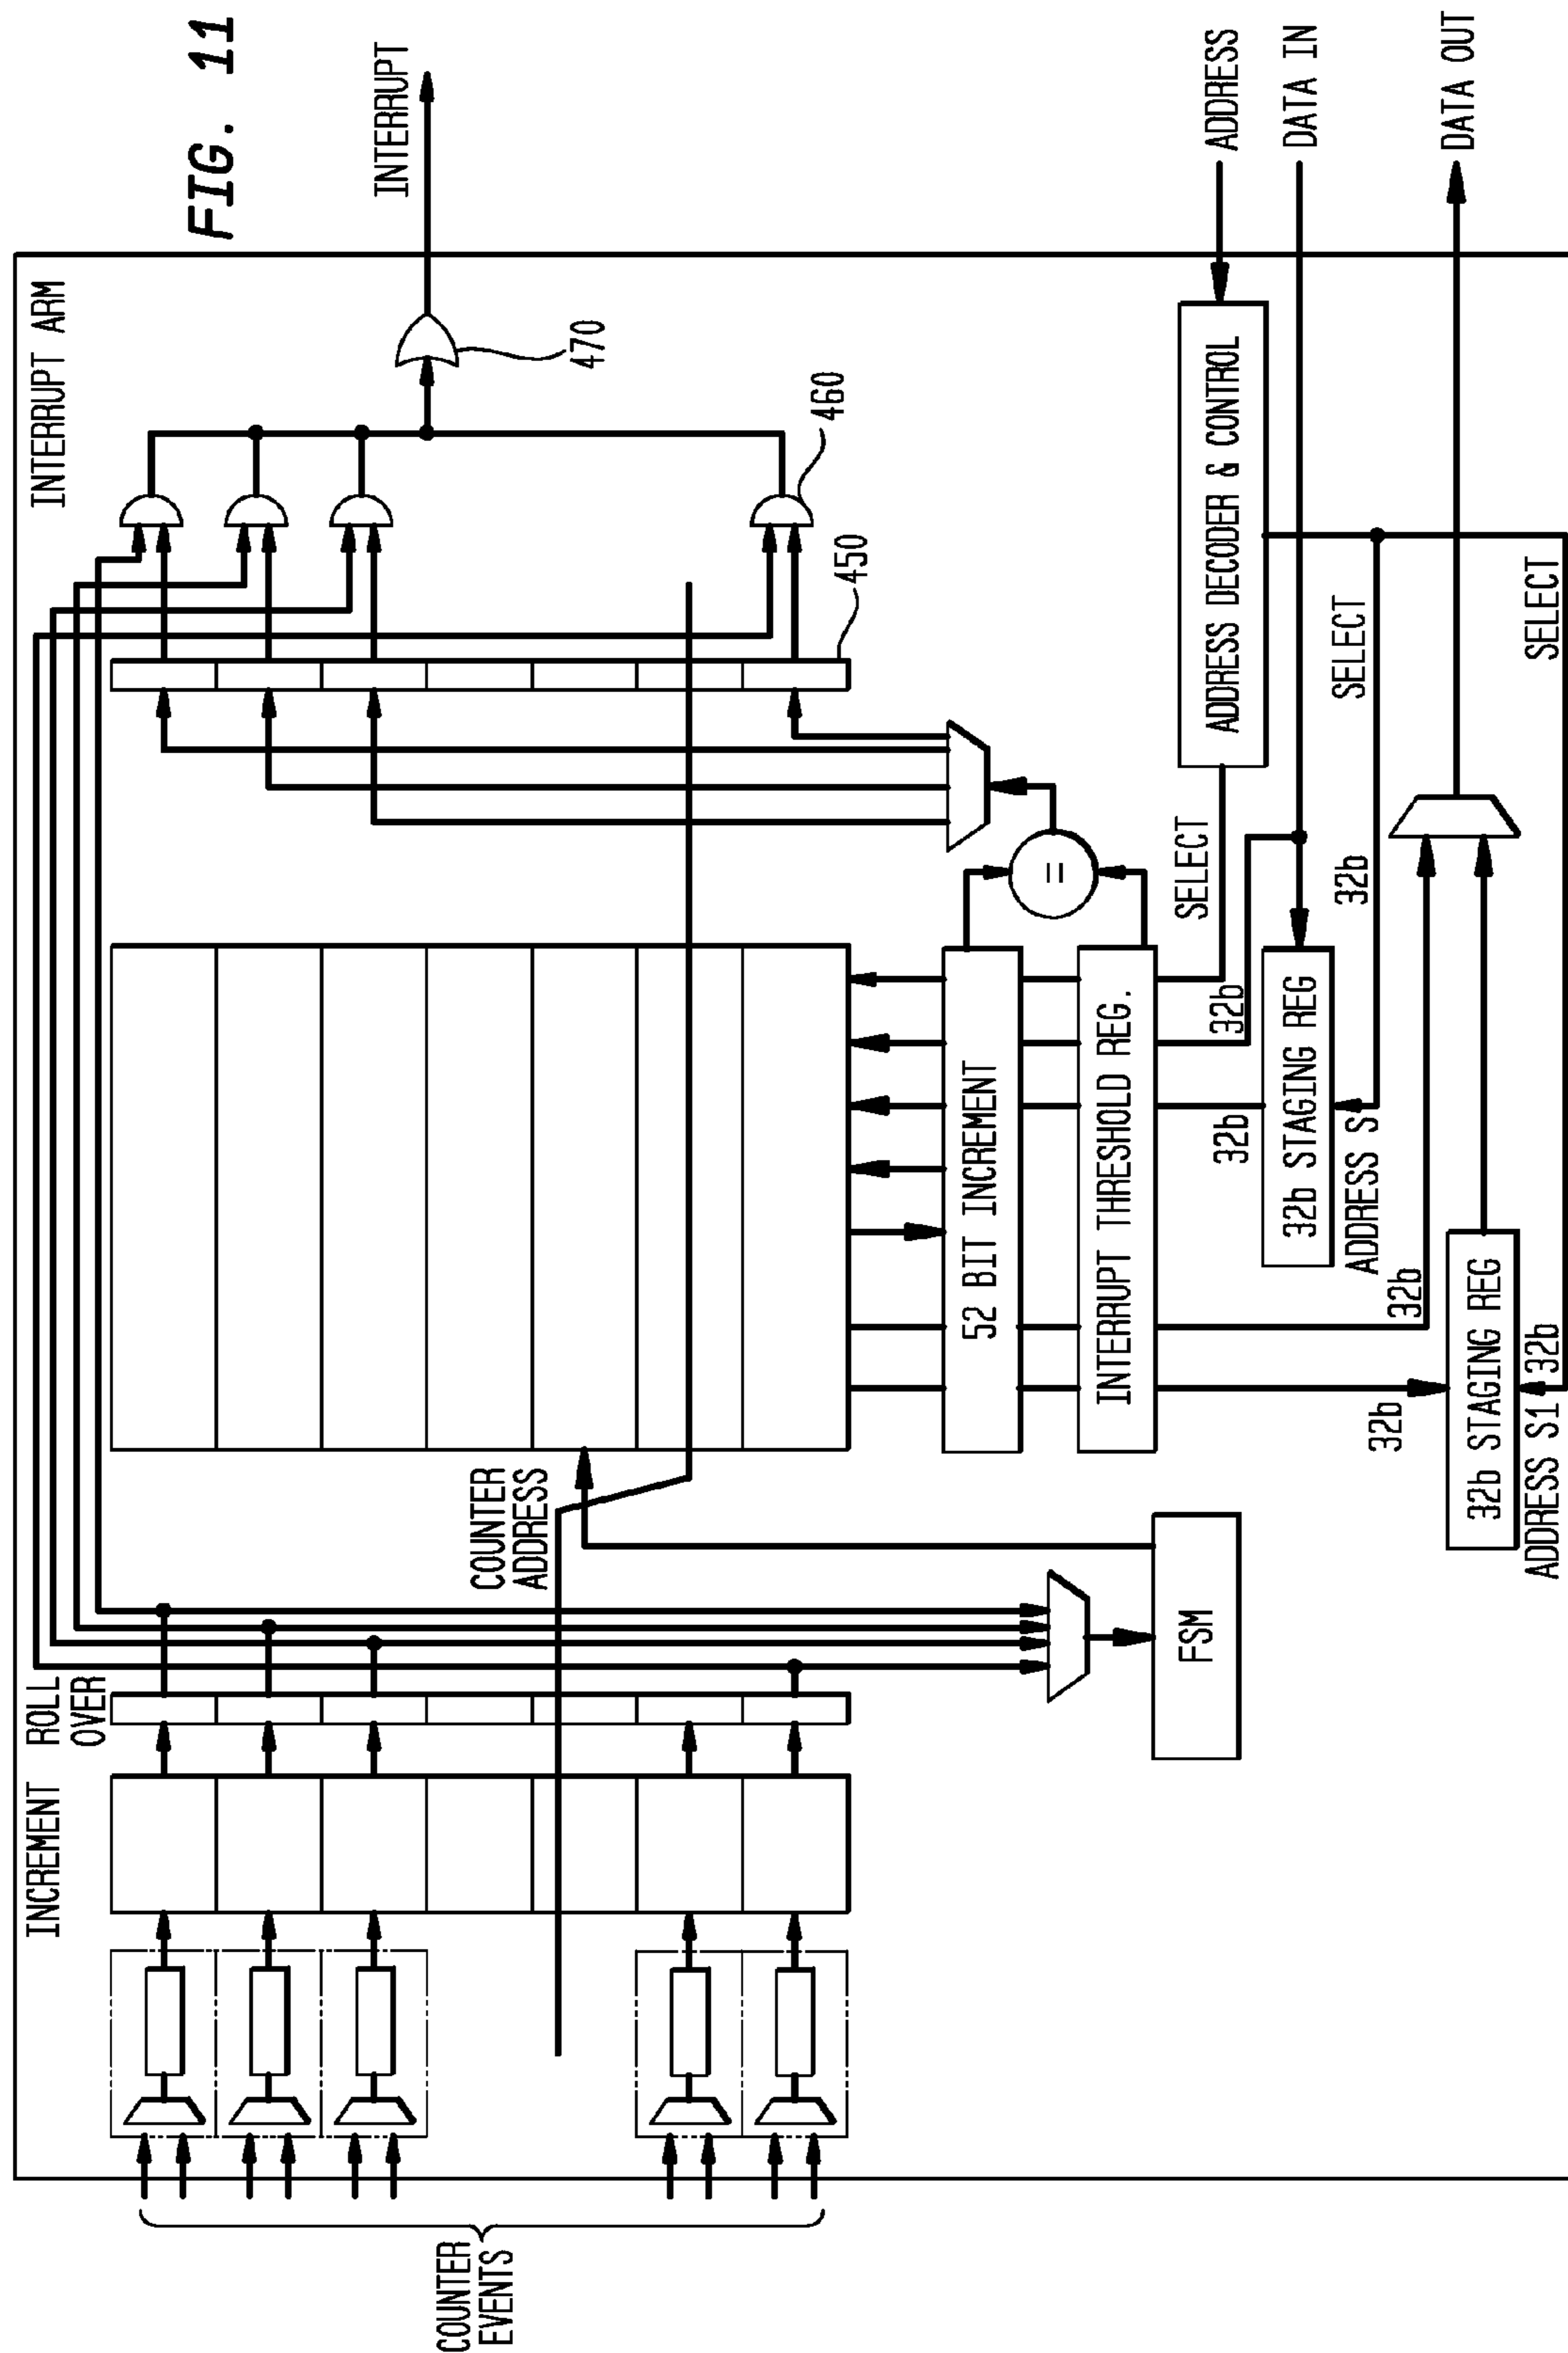 FIG. 11
INTERRUPT ARM
INTERRUPT
470
460
450
INCREMENT
ROLL
OVER
COUNTER
EVENTS
COUNTER
ADDRESS
FSM
52 BIT INCREMENT
INTERRUPT THRESHOLD REG.
=
SELECT
ADDRESS DECODER & CONTROL
ADDRESS
DATA IN
DATA OUT
32b
32b
32b STAGING REG
ADDRESS S
32b
SELECT
32b
32b
32b STAGING REG
ADDRESS S1
32b
SELECT